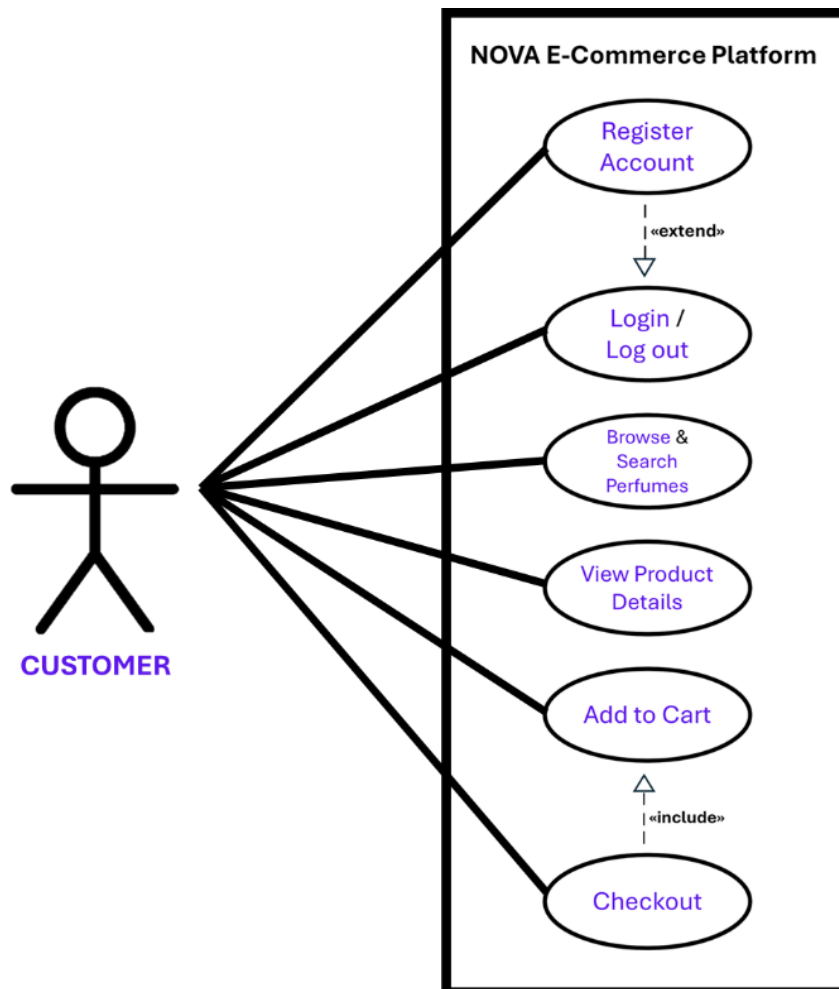 NOVA E-Commerce Platform
Register
Account
«extend»
Login /
Log out
Browse &
Search
Perfumes
View Product
Details
CUSTOMER
Add to Cart
«include»
Checkout